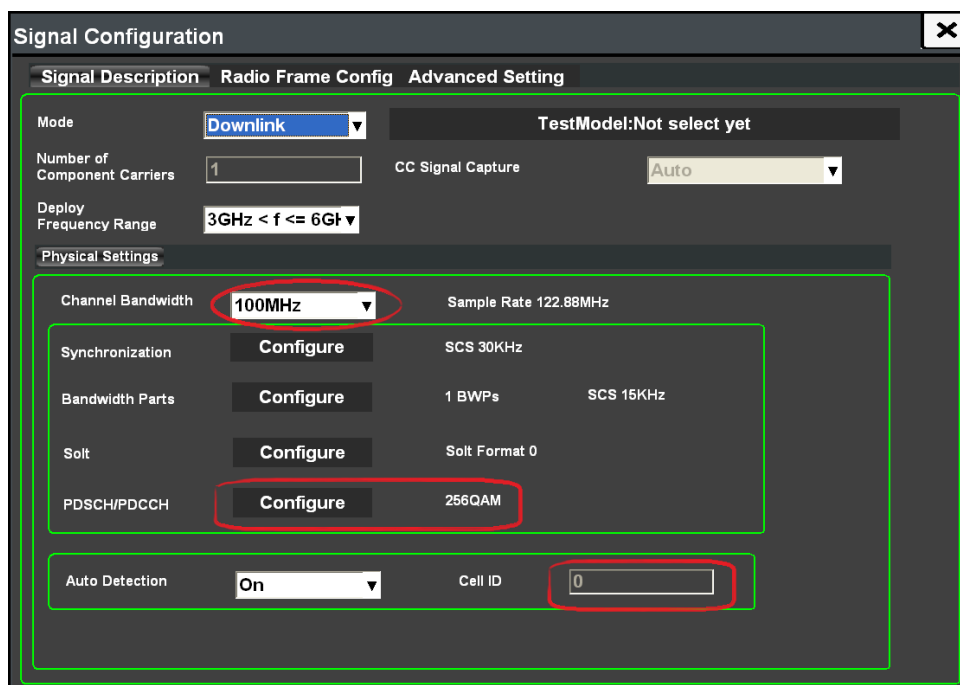 Signal Configuration
Signal Description Radio Frame Config Advanced Setting
Mode Downlink TestModel:Not select yet
Number of
Component Carriers 1 CC Signal Capture Auto
Deploy
Frequency Range 3GHz < f <= 6GH
Physical Settings
Channel Bandwidth 100MHz Sample Rate 122.88MHz
Synchronization Configure SCS 30KHz
Bandwidth Parts Configure 1 BWPs SCS 15KHz
Solt Configure Solt Format 0
PDSCH/PDCCH Configure 256QAM
Auto Detection On Cell ID 0